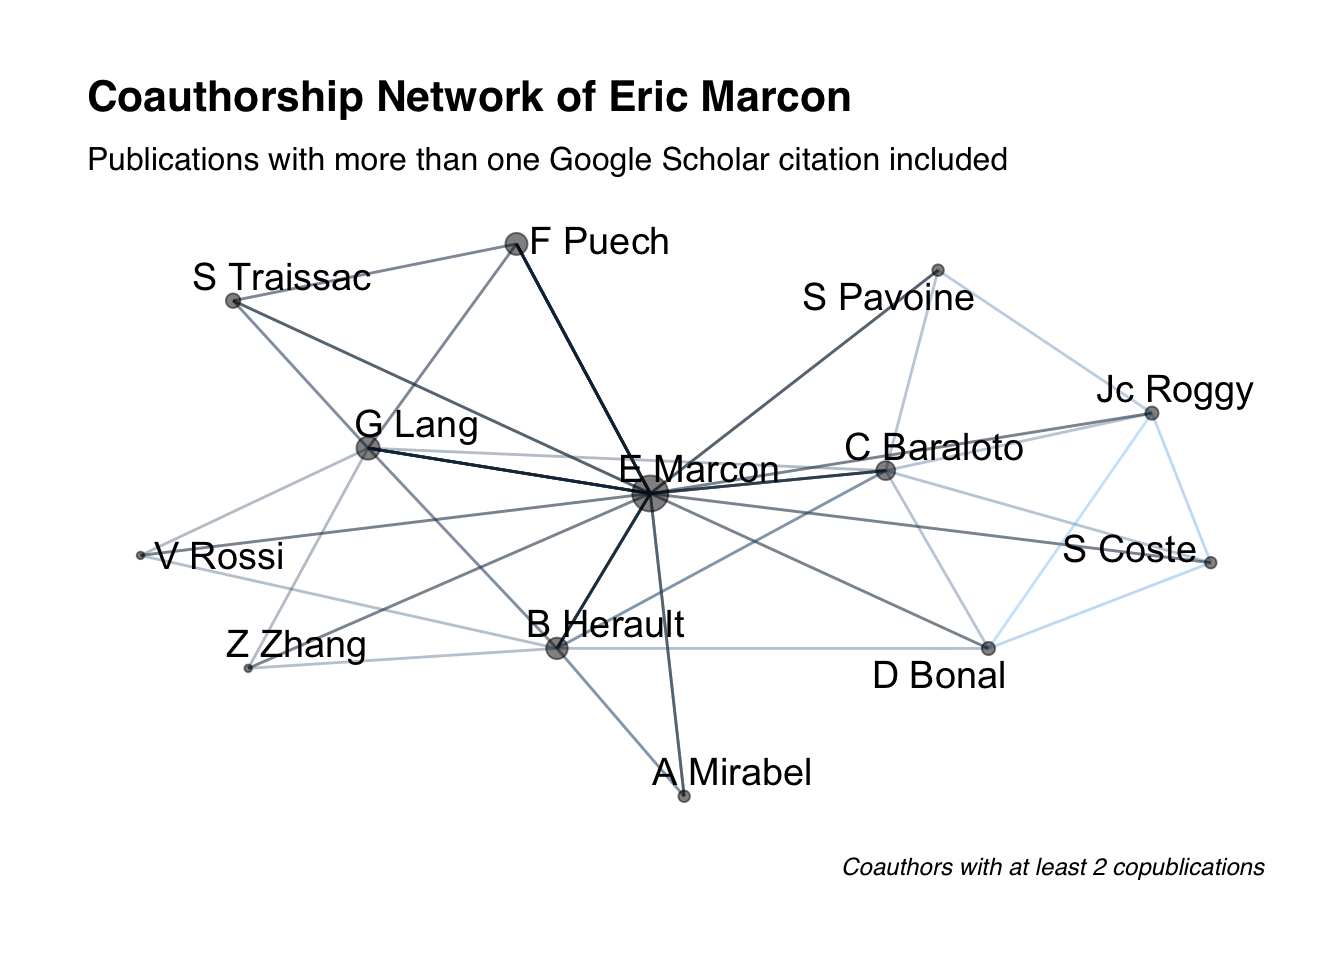 Coauthorship Network of Eric Marcon
Publications with more than one Google Scholar citation included
F Puech
S Traissac
S Pavoine
Jc Roggy
G Lang
C Baraloto
E Marcon
S Coste
V Rossi
B Herault
Z Zhang
D Bonal
A Mirabel
Coauthors with at least 2 copublications